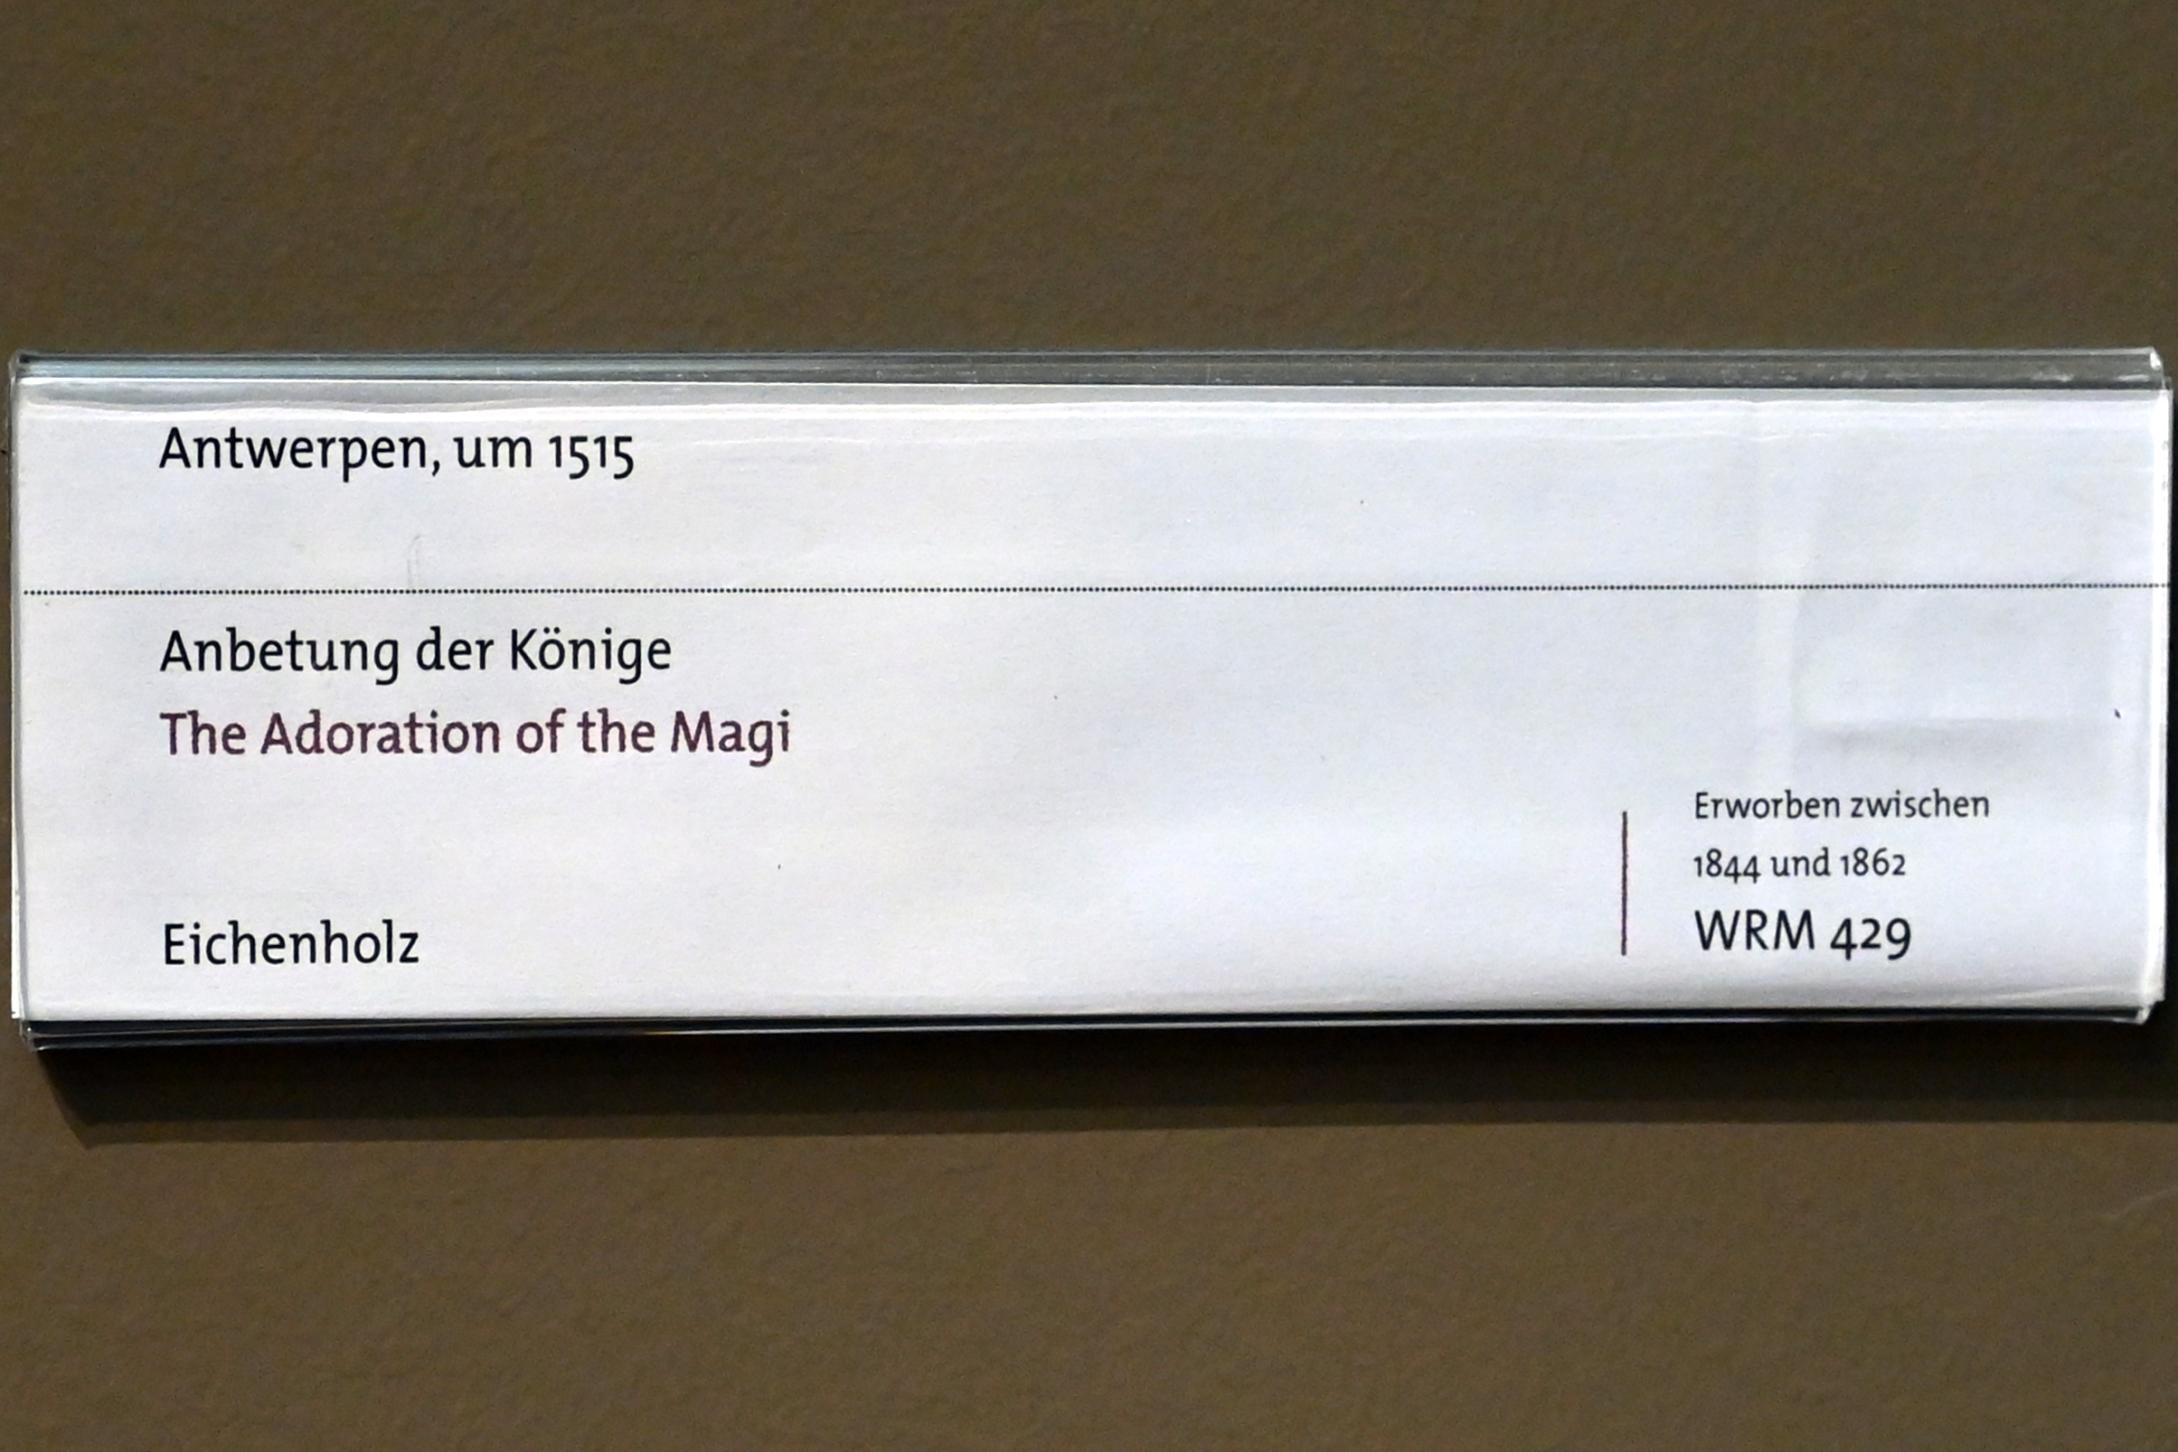 Antwerpen, um 1515
Anbetung der Könige
The Adoration of the Magi
Eichenholz
Erworben zwischen
1844 und 1862
WRM 429